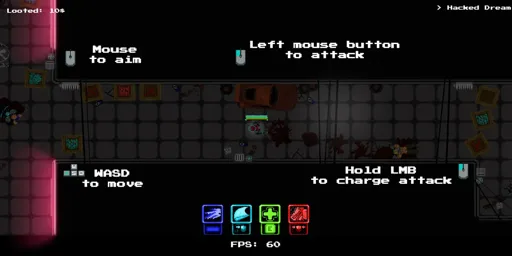 Looted: 10%
> Hacked Dream
Mouse
to aim
Left mouse button
to attack
WASD
to move
Hold LMB
to charge attack
FPS: 60